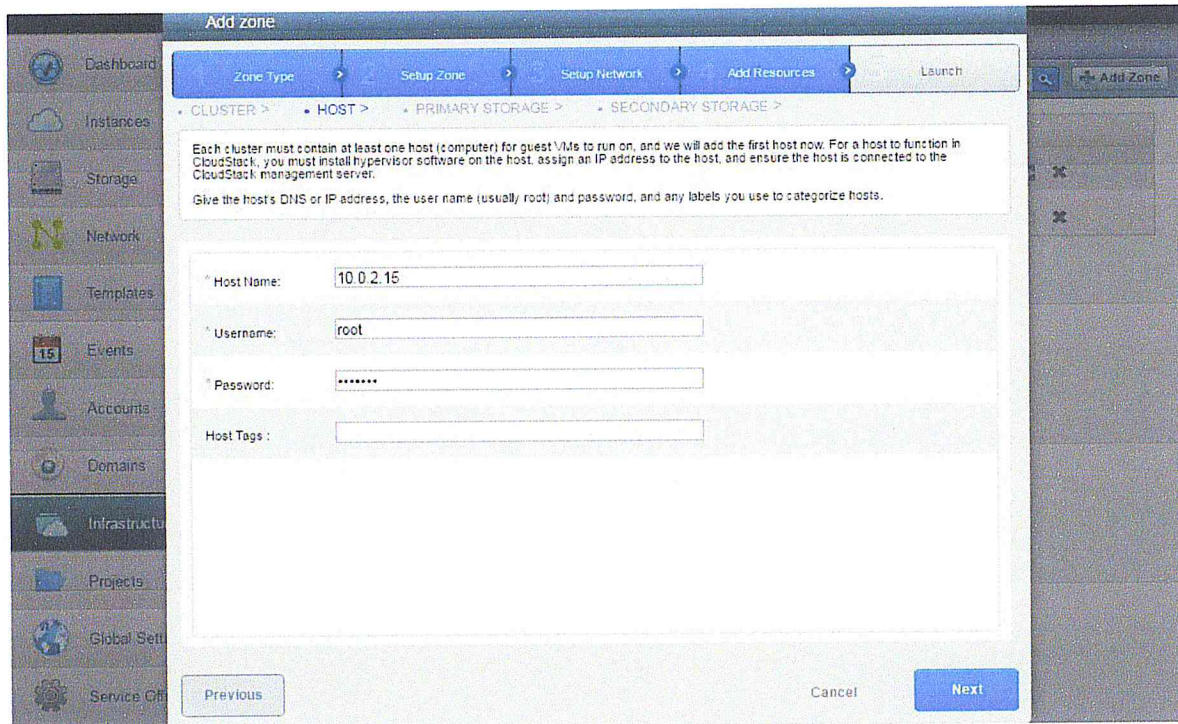 Add zone
Dashboard
Zone Type
2 Setup Zone
3 Setup Network
4 Add Resources
Launch
Add Zone
• CLUSTER > • HOST > • PRIMARY STORAGE > • SECONDARY STORAGE >
Instances
Each cluster must contain at least one host (computer) for guest VMs to run on, and we will add the first host now. For a host to function in
CloudStack, you must install hypervisor software on the host, assign an IP address to the host, and ensure the host is connected to the
CloudStack management server.
Give the host's DNS or IP address, the user name (usually root) and password, and any labels you use to categorize hosts.
Storage
Network
* Host Name: 10.0.2.15
Templates
* Username: root
15 Events
* Password: •••••••
Accounts
Host Tags :
Domains
Infrastructu
Projects
Global Sett
Service Off
Previous
Cancel
Next